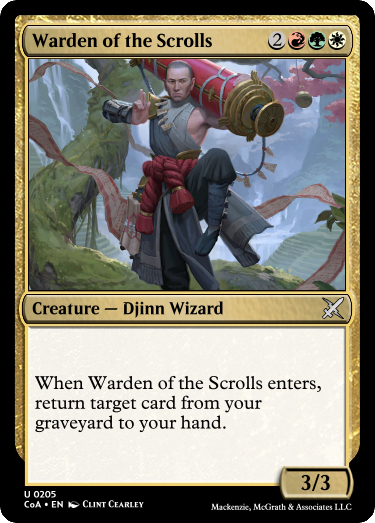 Warden of the Scrolls 2
Creature — Djinn Wizard
When Warden of the Scrolls enters,
return target card from your
graveyard to your hand.
3/3
U 0205
CoA • EN Clint Cearley
Mackenzie, McGrath & Associates LLC